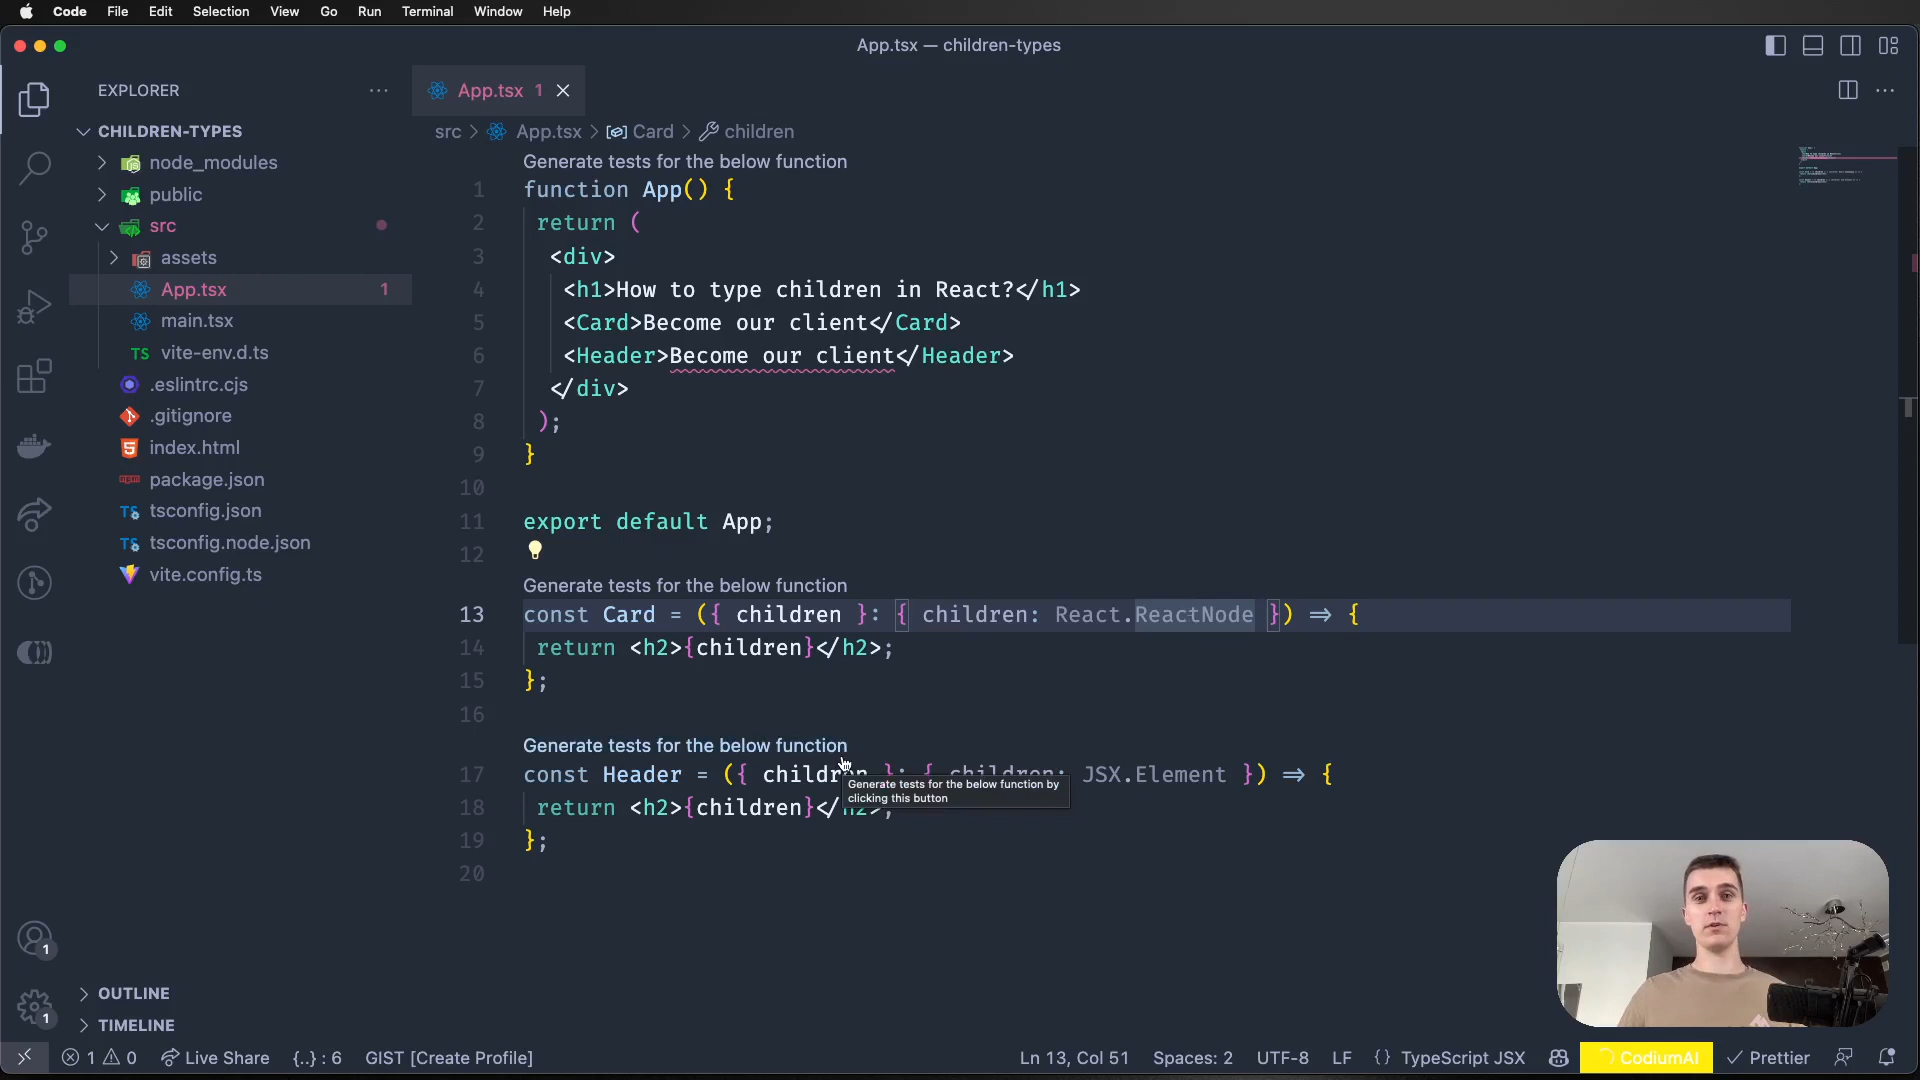 Code File Edit Selection View Go Run Terminal Window Help
App.tsx — children-types
EXPLORER
App.tsx 1
CHILDREN-TYPES
src > App.tsx > Card > children
node_modules
public
src
assets
App.tsx 1
main.tsx
TS vite-env.d.ts
.eslintrc.cjs
.gitignore
index.html
package.json
tsconfig.json
tsconfig.node.json
vite.config.ts
OUTLINE
TIMELINE
Generate tests for the below function
1 function App() {
2 return (
3 <div>
4 <h1>How to type children in React?</h1>
5 <Card>Become our client</Card>
6 <Header>Become our client</Header>
7 </div>
8 );
9 }
10
11 export default App;
12
Generate tests for the below function
13 const Card = ({ children }: { children: React.ReactNode }) => {
14 return <h2>{children}</h2>;
15 };
16
Generate tests for the below function
17 const Header = ({ children }: { children: JSX.Element }) => {
Generate tests for the below function by
clicking this button
18 return <h2>{children}</h2>;
19 };
20
1
1
1 0 Live Share {..} : 6 GIST [Create Profile] Ln 13, Col 51 Spaces: 2 UTF-8 LF {} TypeScript JSX CodiumAI Prettier